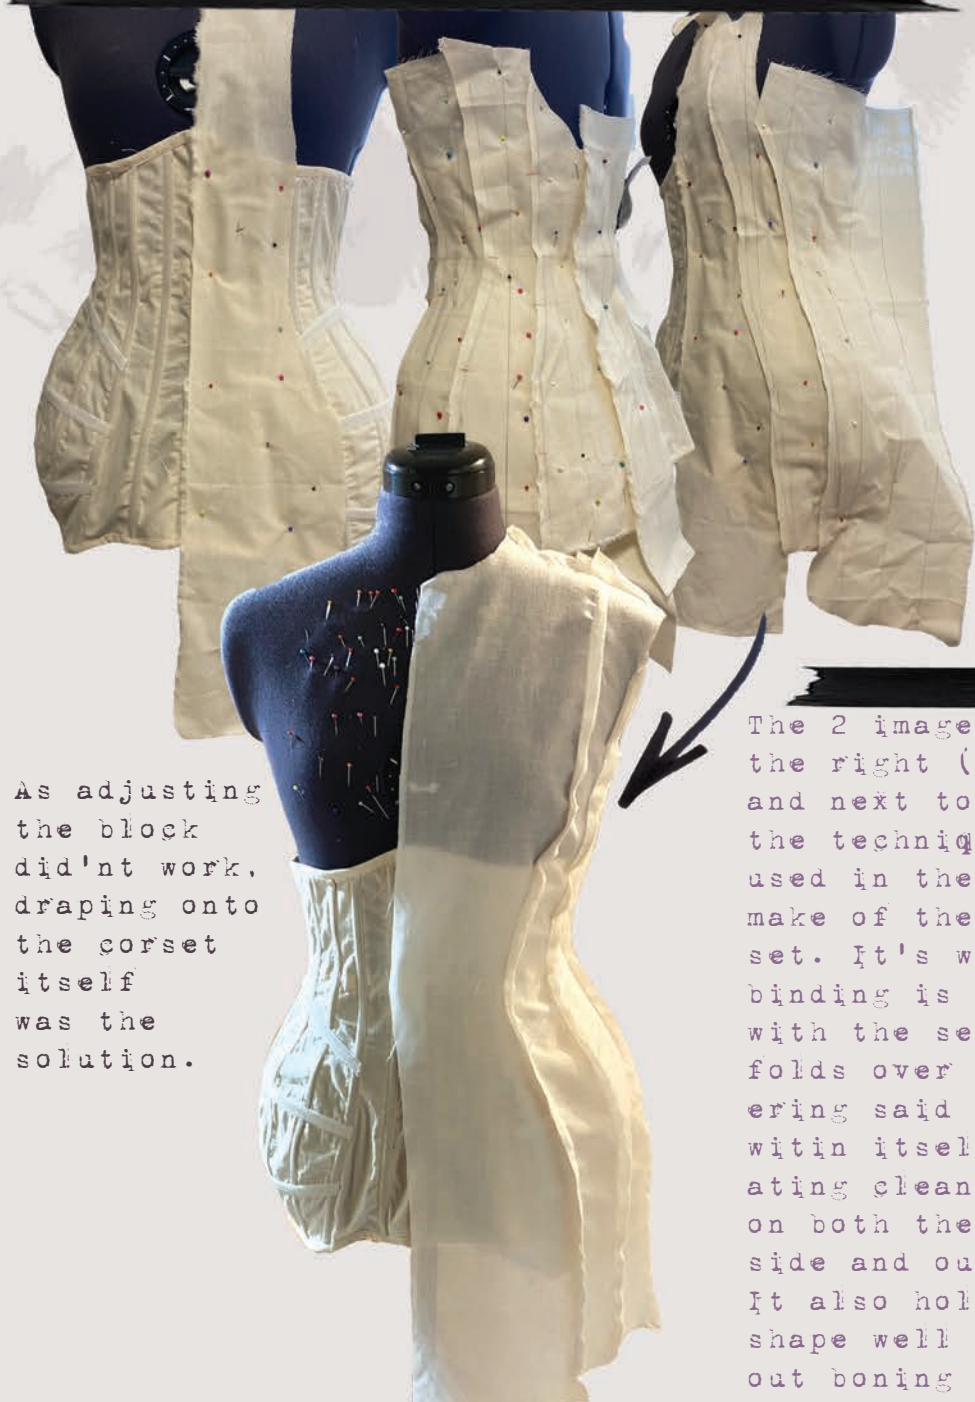 As adjusting
the block
did'nt work,
draping onto
the corset
itself
was the
solution.
The 2 image
the right (
and next to
the techniq
used in the
make of the
set. It's w
binding is
with the se
folds over
ering said
witin itsel
ating clean
on both the
side and ou
It also hol
shape well
out boning